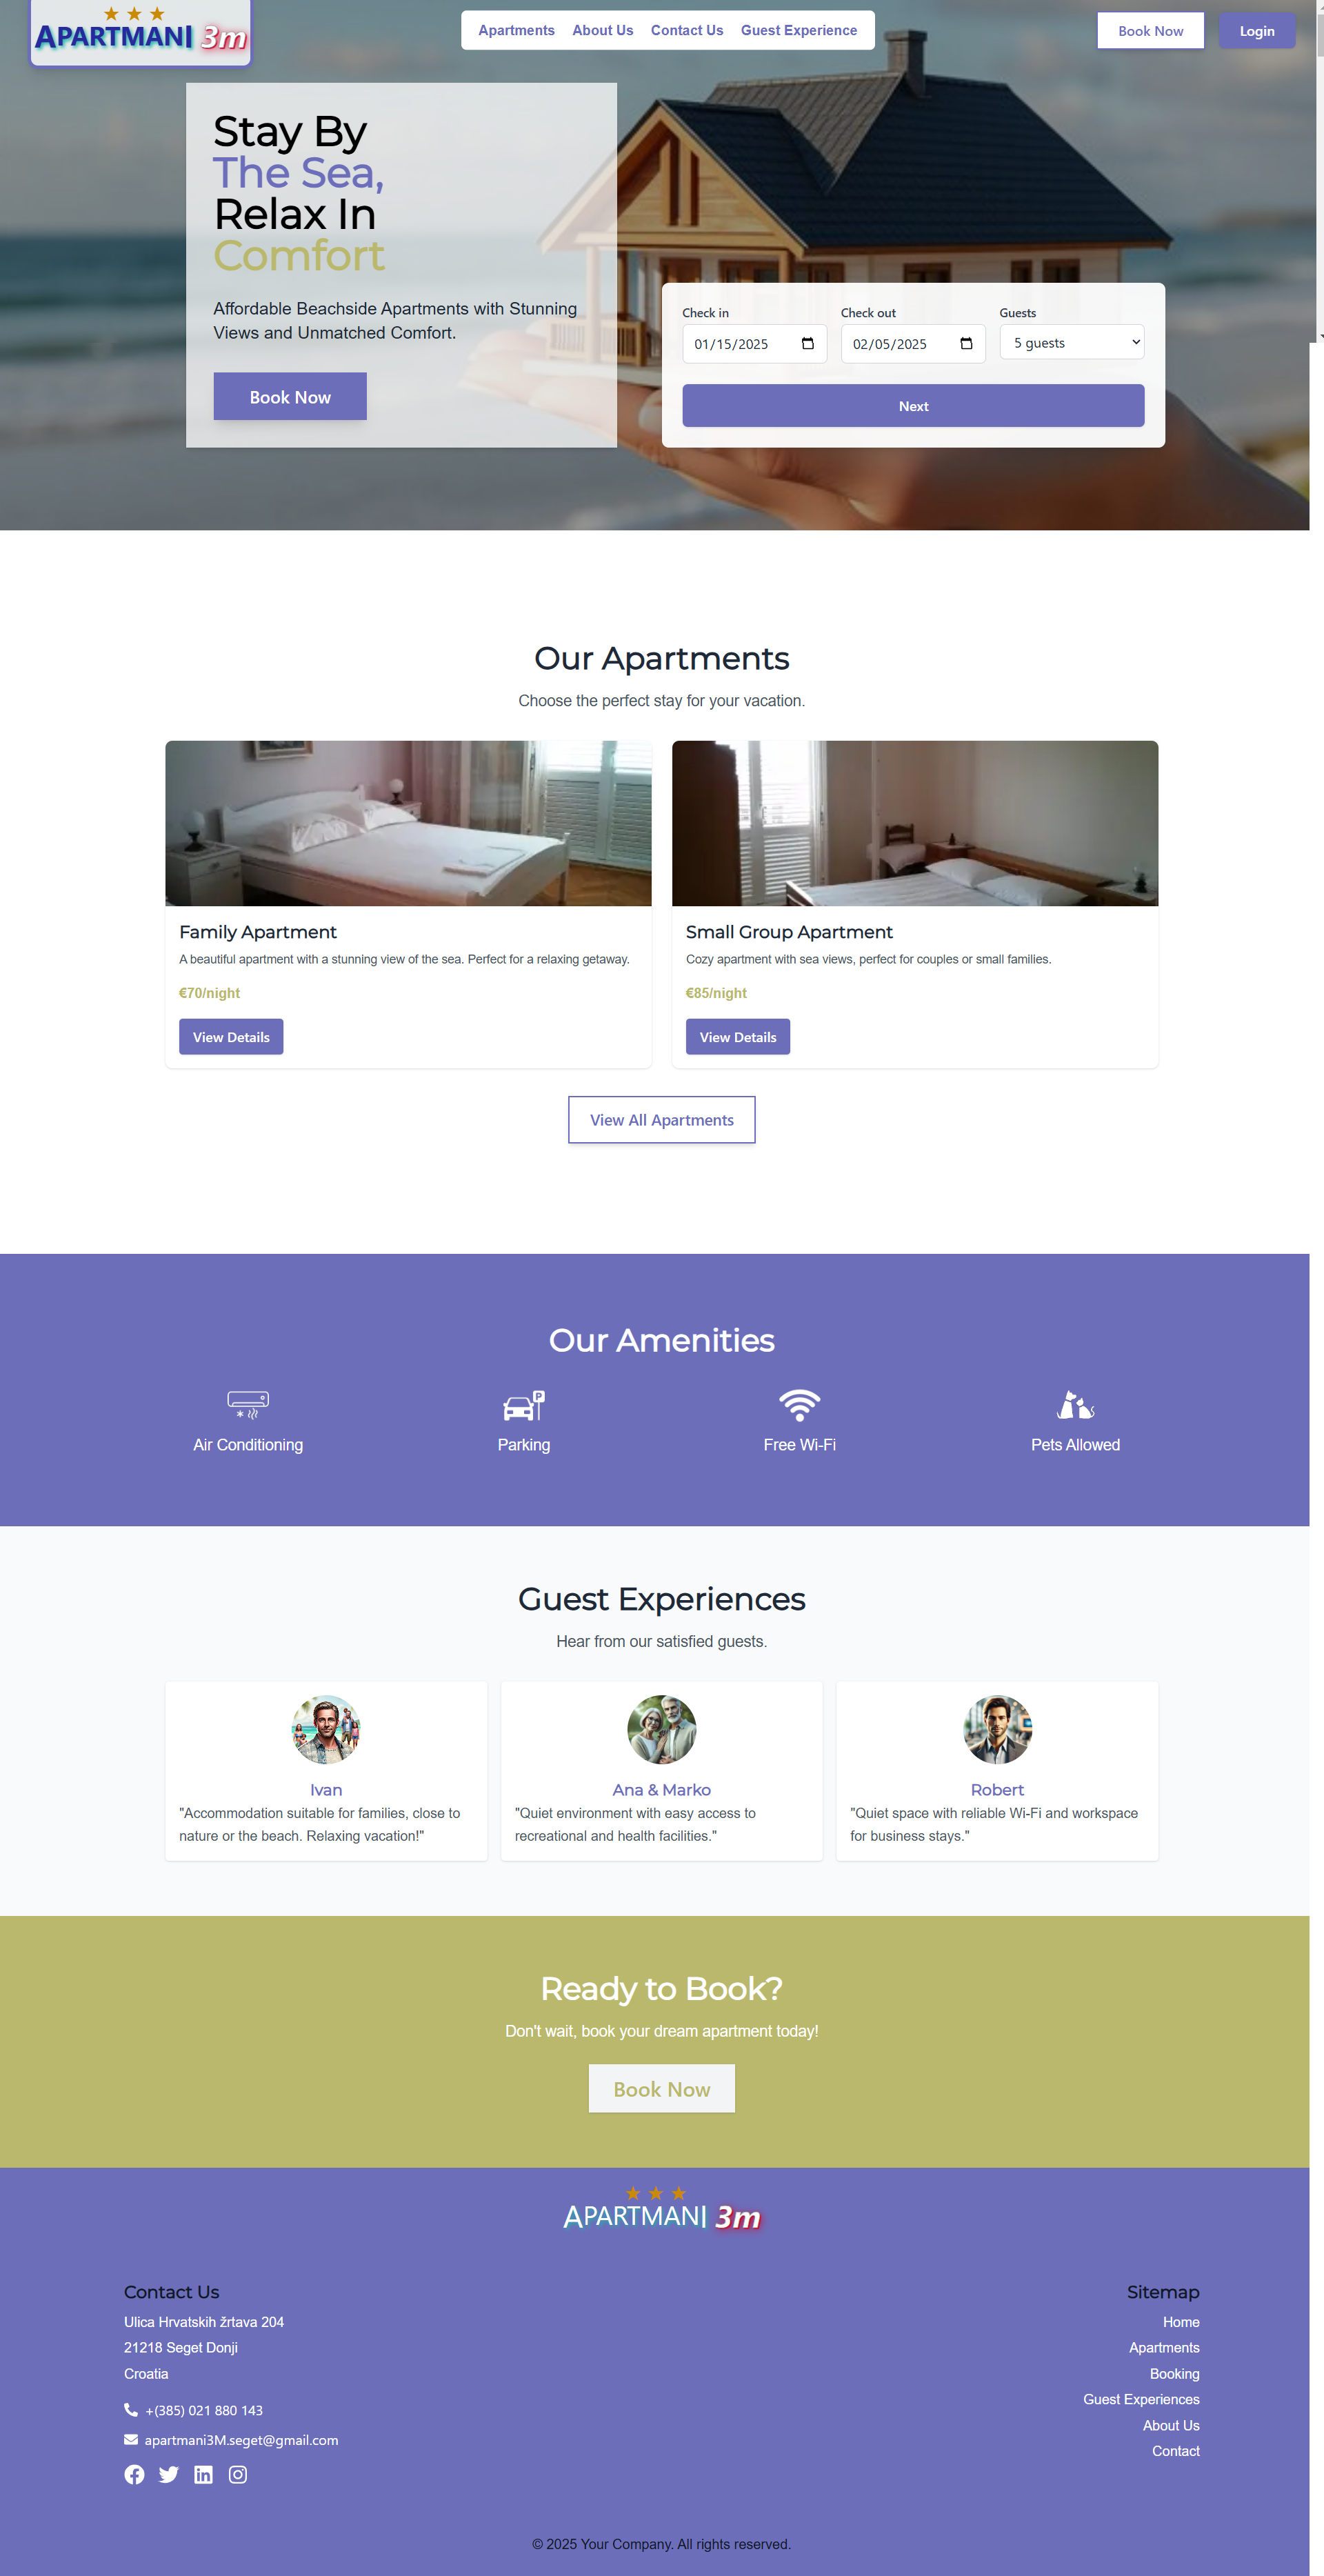 APARTMANI 3m
Apartments About Us Contact Us Guest Experience
Book Now
Login
Stay By
The Sea,
Relax In
Comfort
Affordable Beachside Apartments with Stunning
Views and Unmatched Comfort.
Book Now
Check in Check out Guests
01/15/2025 02/05/2025 5 guests
Next
Our Apartments
Choose the perfect stay for your vacation.
Family Apartment
A beautiful apartment with a stunning view of the sea. Perfect for a relaxing getaway.
€70/night
View Details
Small Group Apartment
Cozy apartment with sea views, perfect for couples or small families.
€85/night
View Details
View All Apartments
Our Amenities
Air Conditioning
P
Parking
Free Wi-Fi
Pets Allowed
Guest Experiences
Hear from our satisfied guests.
Ivan
"Accommodation suitable for families, close to
nature or the beach. Relaxing vacation!"
Ana & Marko
"Quiet environment with easy access to
recreational and health facilities."
Robert
"Quiet space with reliable Wi-Fi and workspace
for business stays."
Ready to Book?
Don't wait, book your dream apartment today!
Book Now
APARTMANI 3m
Contact Us
Ulica Hrvatskih žrtava 204
21218 Seget Donji
Croatia
+(385) 021 880 143
apartmani3M.seget@gmail.com
Sitemap
Home
Apartments
Booking
Guest Experiences
About Us
Contact
© 2025 Your Company. All rights reserved.